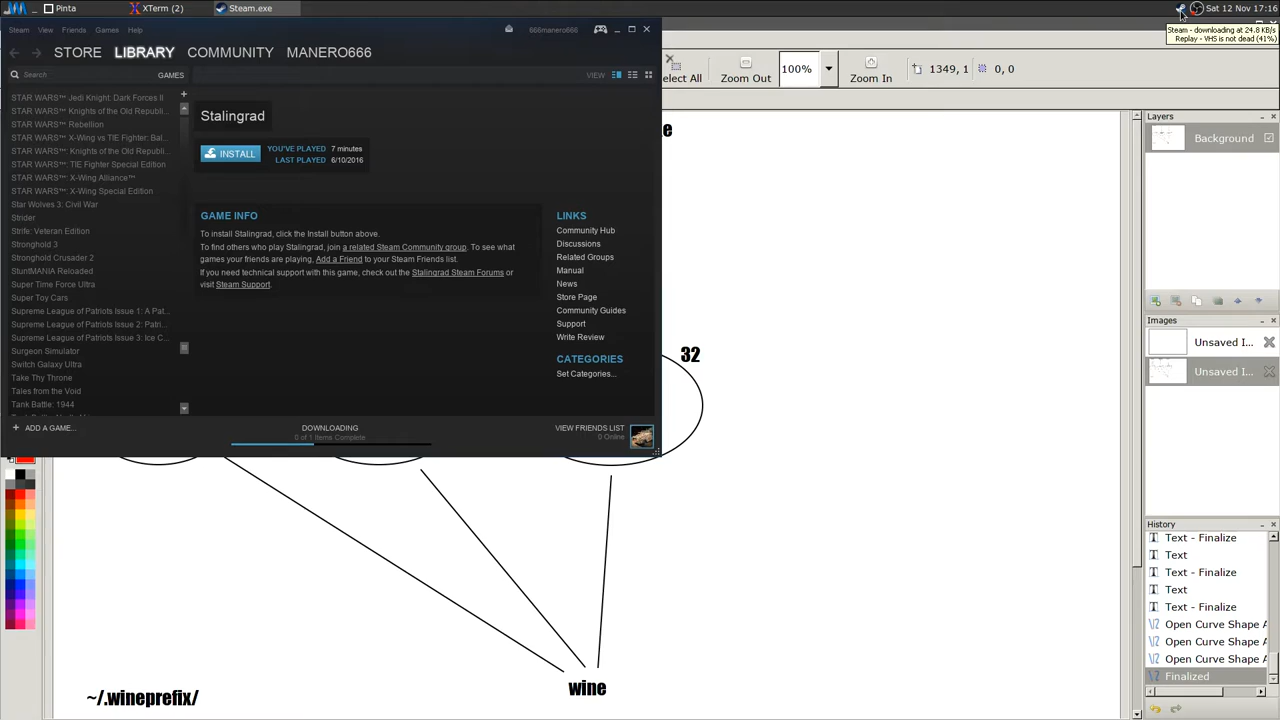 Pinta
XTerm (2)
Steam.exe
Sat 12 Nov 17:16
Steam - downloading at 24.8 KB/s
Replay - VHS is not dead (41%)
Steam View Friends Games Help
666manero666
STORE LIBRARY COMMUNITY MANERO666
Search
GAMES
VIEW
STAR WARS™ Jedi Knight: Dark Forces II
STAR WARS™ Knights of the Old Republi...
STAR WARS™ Rebellion
STAR WARS™ X-Wing vs TIE Fighter: Bal...
STAR WARS™: Knights of the Old Republi...
STAR WARS™: TIE Fighter Special Edition
STAR WARS™: X-Wing Alliance™
STAR WARS™: X-Wing Special Edition
Star Wolves 3: Civil War
Strider
Strife: Veteran Edition
Stronghold 3
Stronghold Crusader 2
StuntMANIA Reloaded
Super Time Force Ultra
Super Toy Cars
Supreme League of Patriots Issue 1: A Pat...
Supreme League of Patriots Issue 2: Patri...
Supreme League of Patriots Issue 3: Ice C...
Surgeon Simulator
Switch Galaxy Ultra
Take Thy Throne
Tales from the Void
Tank Battle: 1944
Stalingrad
INSTALL
YOU'VE PLAYED 7 minutes
LAST PLAYED 6/10/2016
GAME INFO
To install Stalingrad, click the Install button above.
To find others who play Stalingrad, join a related Steam Community group. To see what
games your friends are playing, Add a Friend to your Steam Friends list.
If you need technical support with this game, check out the Stalingrad Steam Forums or
visit Steam Support.
LINKS
Community Hub
Discussions
Related Groups
Manual
News
Store Page
Community Guides
Support
Write Review
CATEGORIES
Set Categories...
+ ADD A GAME...
DOWNLOADING
0 of 1 Items Complete
VIEW FRIENDS LIST
0 Online
elect All
Zoom Out
100%
Zoom In
1349, 1
0, 0
e
32
wine
~/.wineprefix/
Layers
Background
Images
Unsaved I...
Unsaved I...
History
Text - Finalize
Text
Text - Finalize
Text
Text - Finalize
Open Curve Shape A
Open Curve Shape A
Open Curve Shape A
Finalized